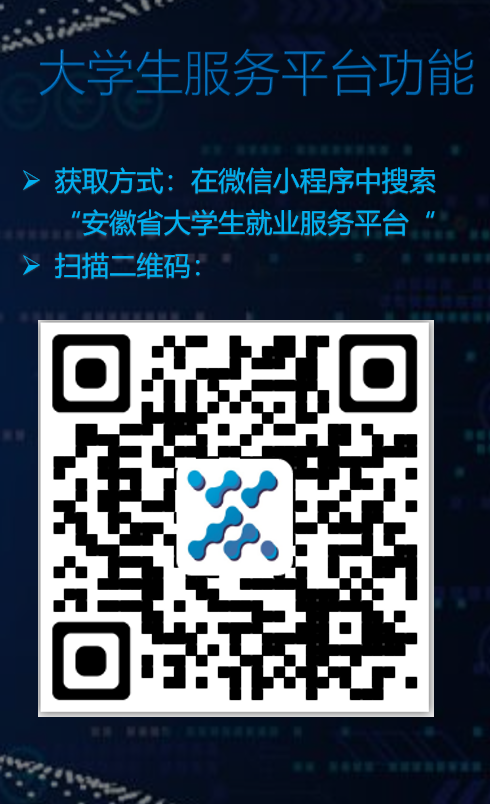 大学生服务平台功能
获取方式：在微信小程序中搜索
“安徽省大学生就业服务平台“
扫描二维码：